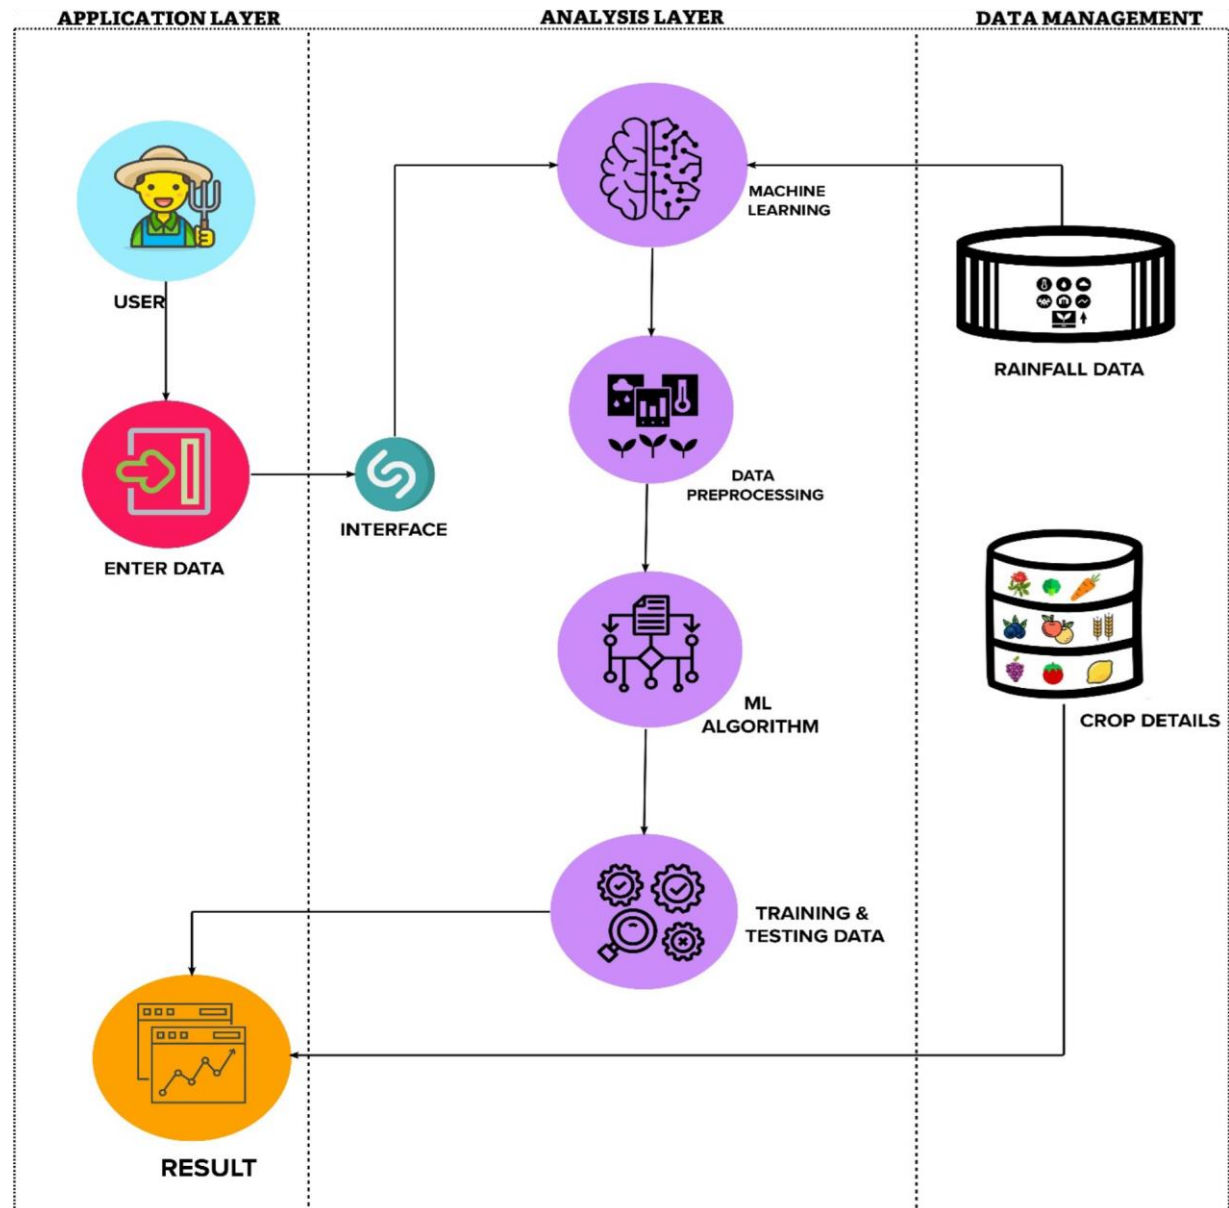 APPLICATION LAYER
ANALYSIS LAYER
DATA MANAGEMENT
USER
ENTER DATA
INTERFACE
MACHINE
LEARNING
DATA
PREPROCESSING
ML
ALGORITHM
TRAINING &
TESTING DATA
RAINFALL DATA
CROP DETAILS
RESULT